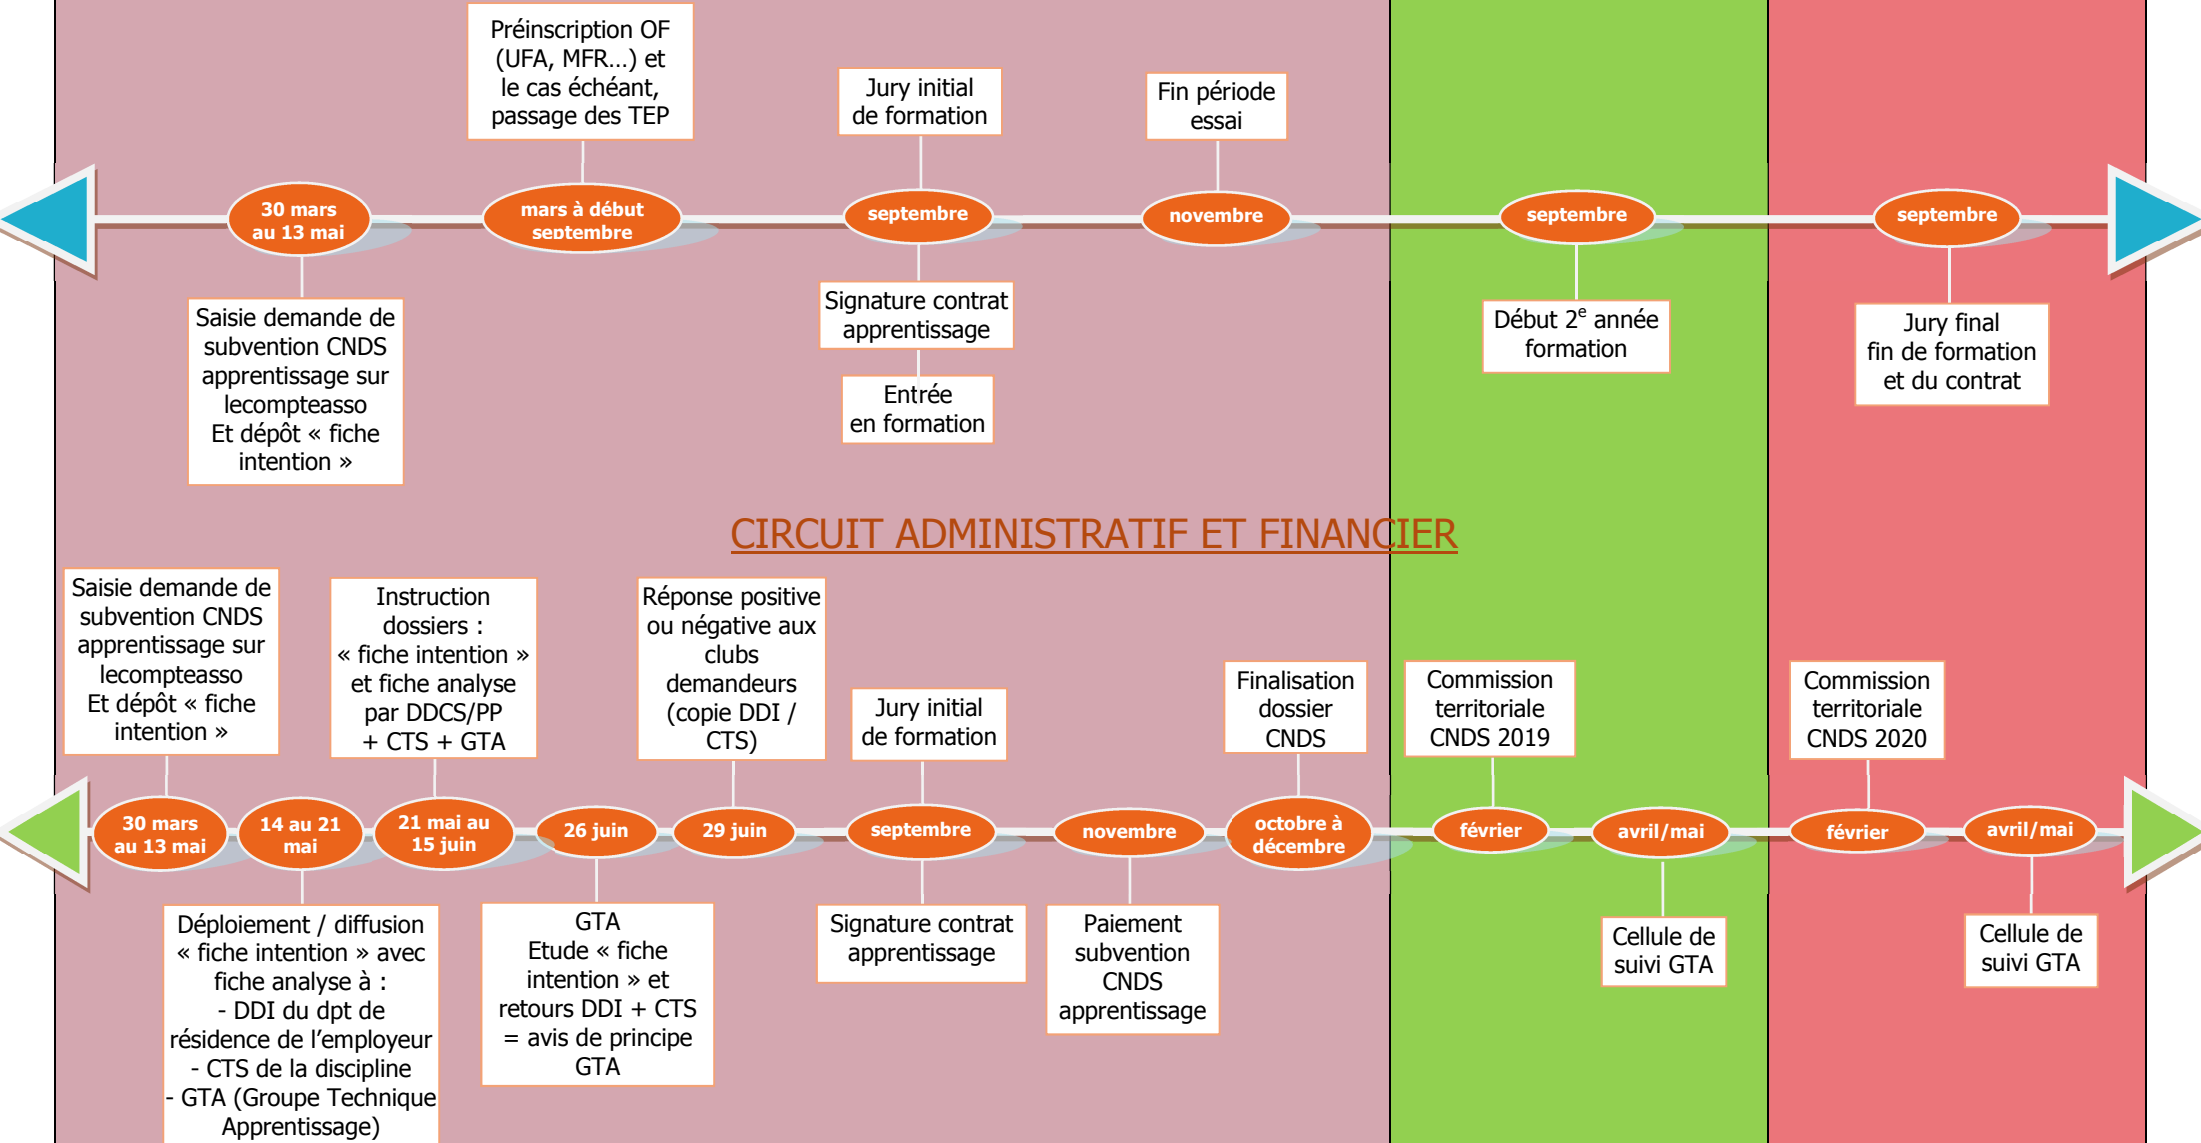 Préinscription OF
(UFA, MFR...) et
le cas échéant,
passage des TEP
Jury initial
de formation
Fin période
essai
30 mars
au 13 mai
mars à début
septembre
septembre
novembre
septembre
septembre
Saisie demande de
subvention CNDS
apprentissage sur
lecompteasso
Et dépôt « fiche
intention »
Signature contrat
apprentissage
Entrée
en formation
Début 2e année
formation
Jury final
fin de formation
et du contrat
CIRCUIT ADMINISTRATIF ET FINANCIER
Saisie demande de
subvention CNDS
apprentissage sur
lecompteasso
Et dépôt « fiche
intention »
Instruction
dossiers :
« fiche intention »
et fiche analyse
par DDCS/PP
+ CTS + GTA
Réponse positive
ou négative aux
clubs
demandeurs
(copie DDI /
CTS)
Jury initial
de formation
Finalisation
dossier
CNDS
Commission
territoriale
CNDS 2019
Commission
territoriale
CNDS 2020
30 mars
au 13 mai
14 au 21
mai
21 mai au
15 juin
26 juin
29 juin
septembre
novembre
octobre à
décembre
février
avril/mai
février
avril/mai
Déploiement / diffusion
« fiche intention » avec
fiche analyse à :
- DDI du dpt de
résidence de l'employeur
- CTS de la discipline
- GTA (Groupe Technique
Apprentissage)
GTA
Etude « fiche
intention » et
retours DDI + CTS
= avis de principe
GTA
Signature contrat
apprentissage
Paiement
subvention
CNDS
apprentissage
Cellule de
suivi GTA
Cellule de
suivi GTA